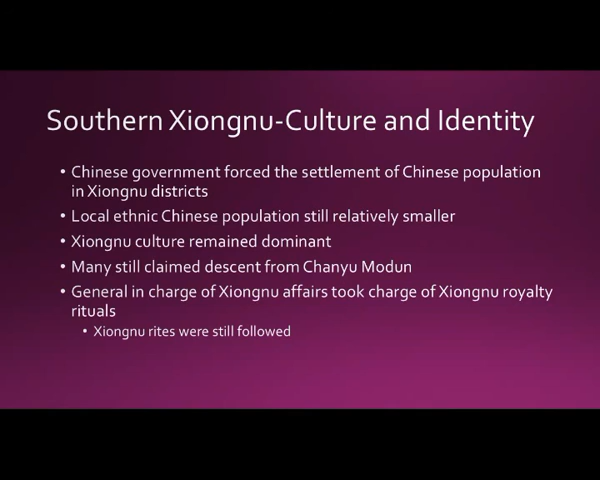 Southern Xiongnu-Culture and Identity
• Chinese government forced the settlement of Chinese population
in Xiongnu districts
• Local ethnic Chinese population still relatively smaller
• Xiongnu culture remained dominant
• Many still claimed descent from Chanyu Modun
• General in charge of Xiongnu affairs took charge of Xiongnu royalty
rituals
• Xiongnu rites were still followed